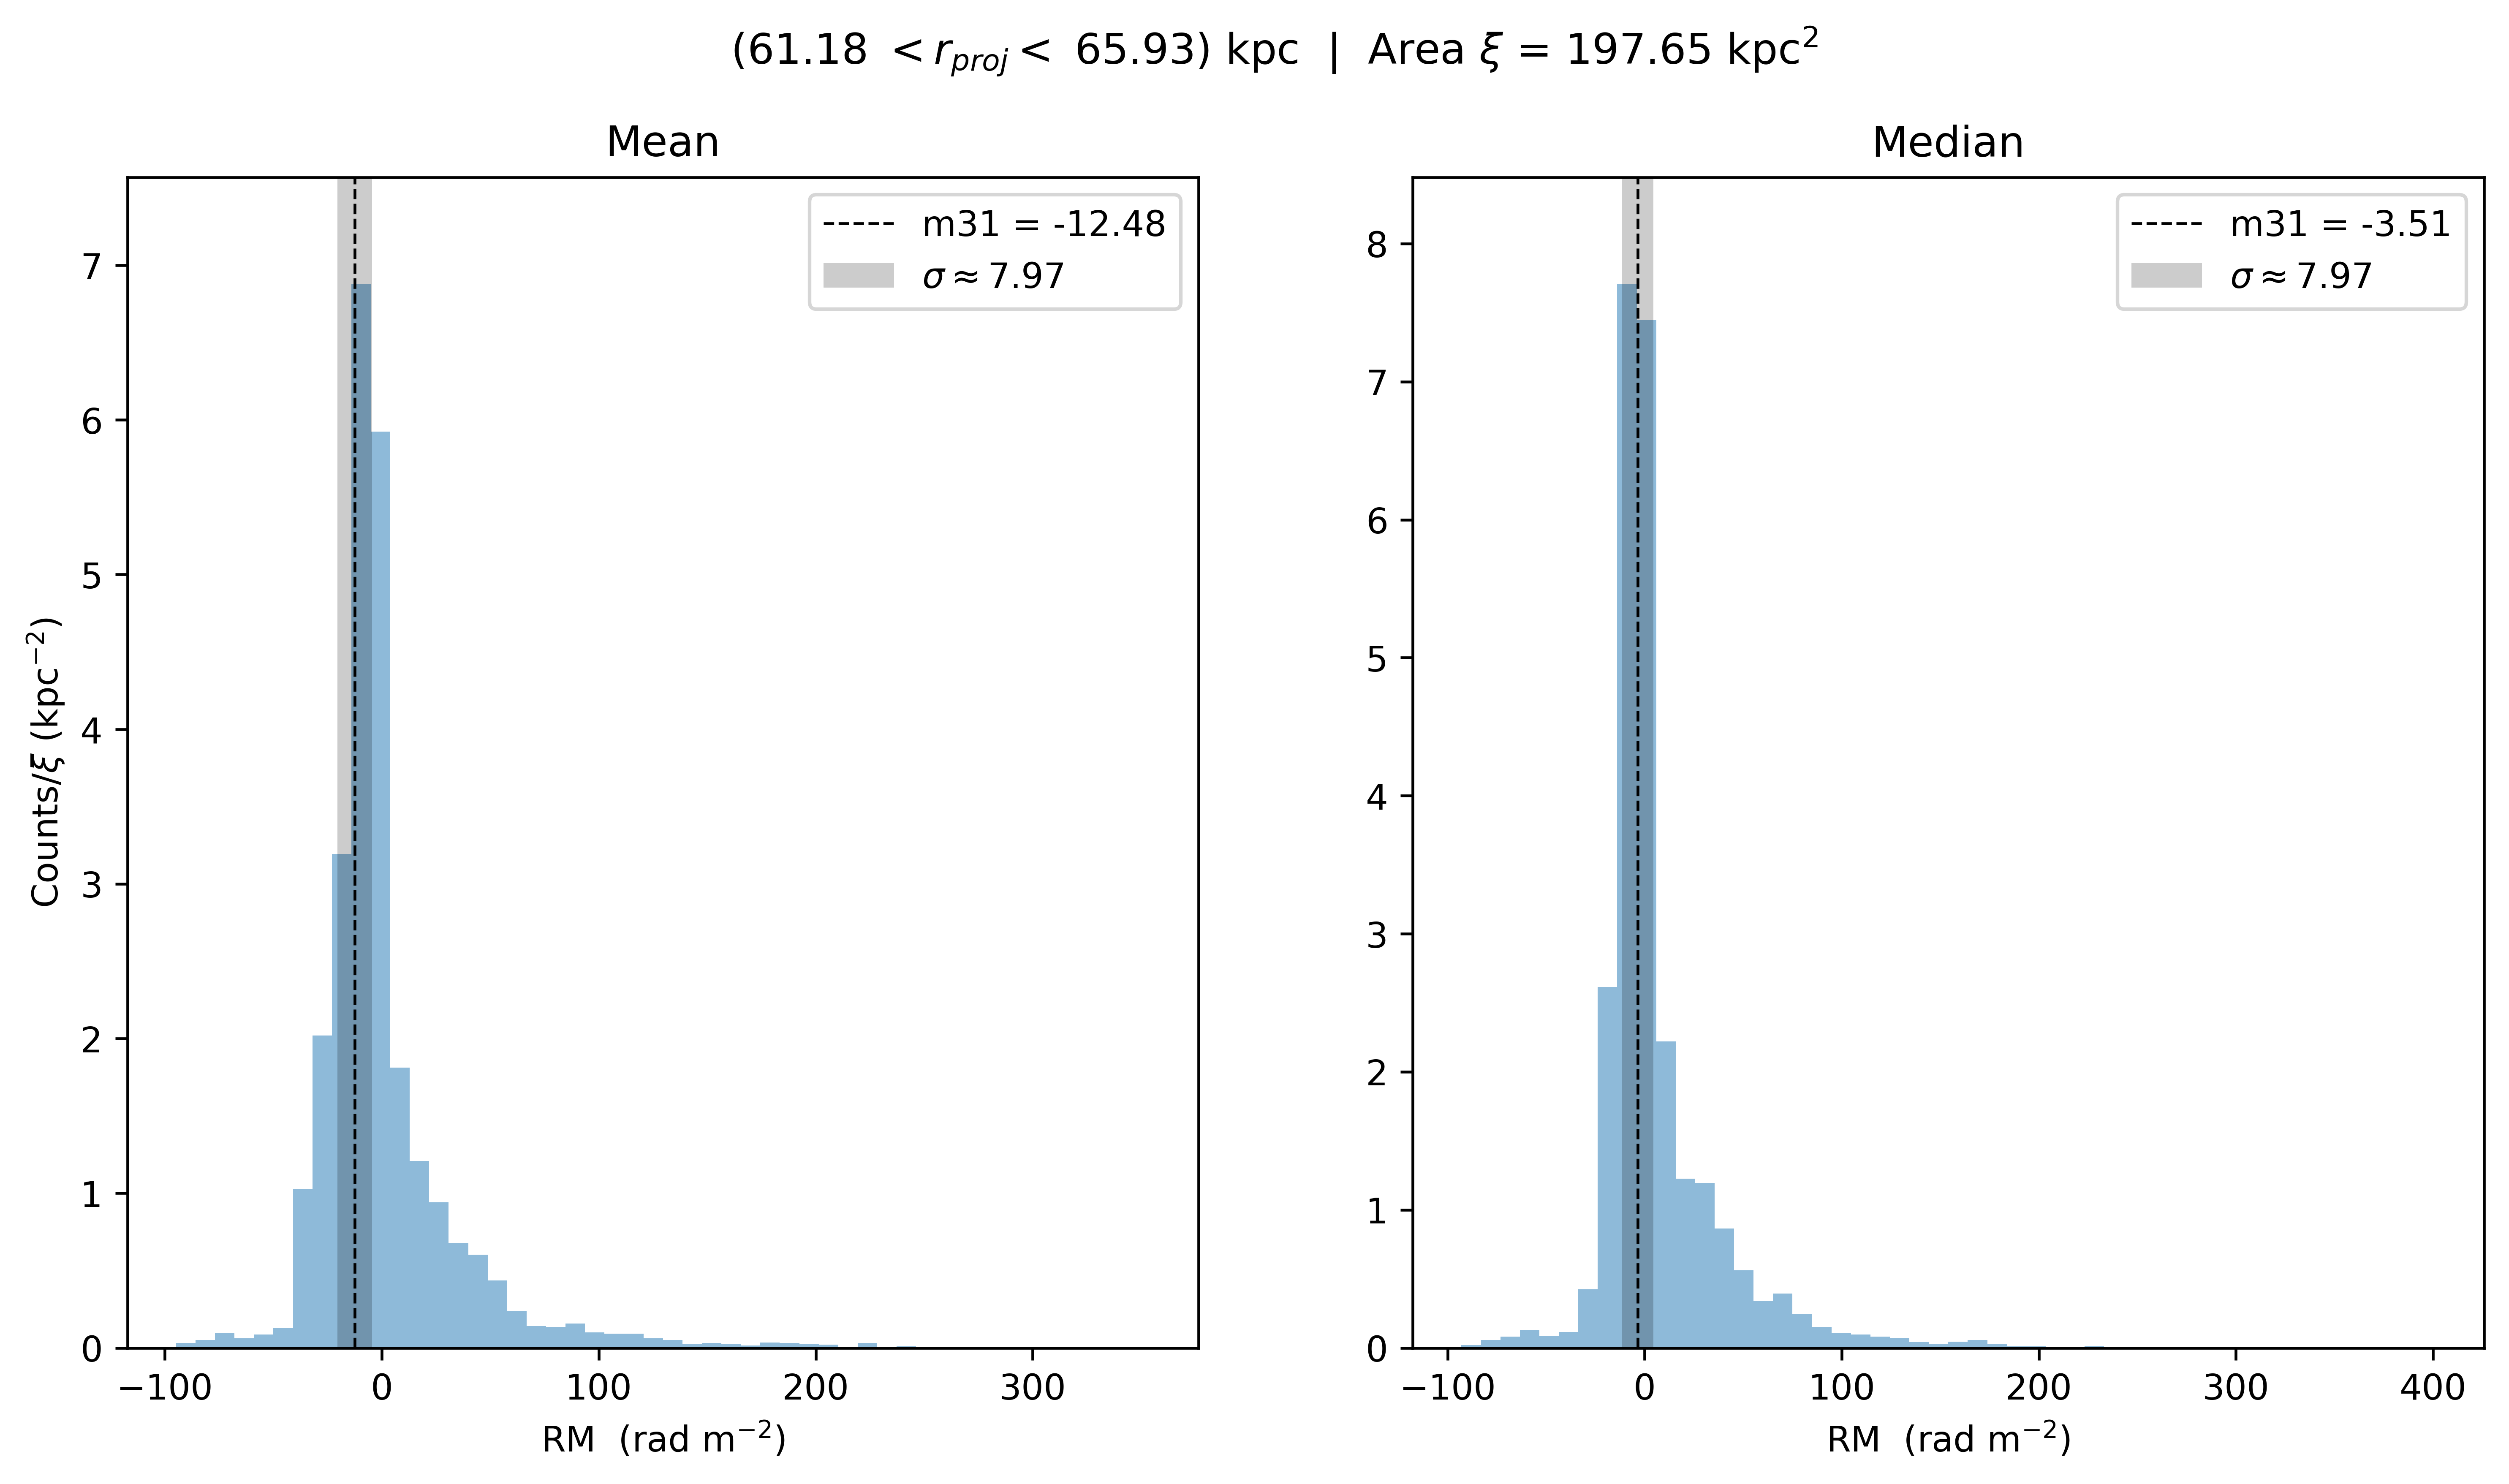 (61.18 < r_proj < 65.93) kpc | Area ξ = 197.65 kpc²
Mean
m31 = -12.48
σ ≈ 7.97
7
6
5
4
3
2
1
0
Counts/ξ (kpc⁻²)
−100 0 100 200 300
RM (rad m⁻²)
Median
m31 = -3.51
σ ≈ 7.97
8
7
6
5
4
3
2
1
0
−100 0 100 200 300 400
RM (rad m⁻²)